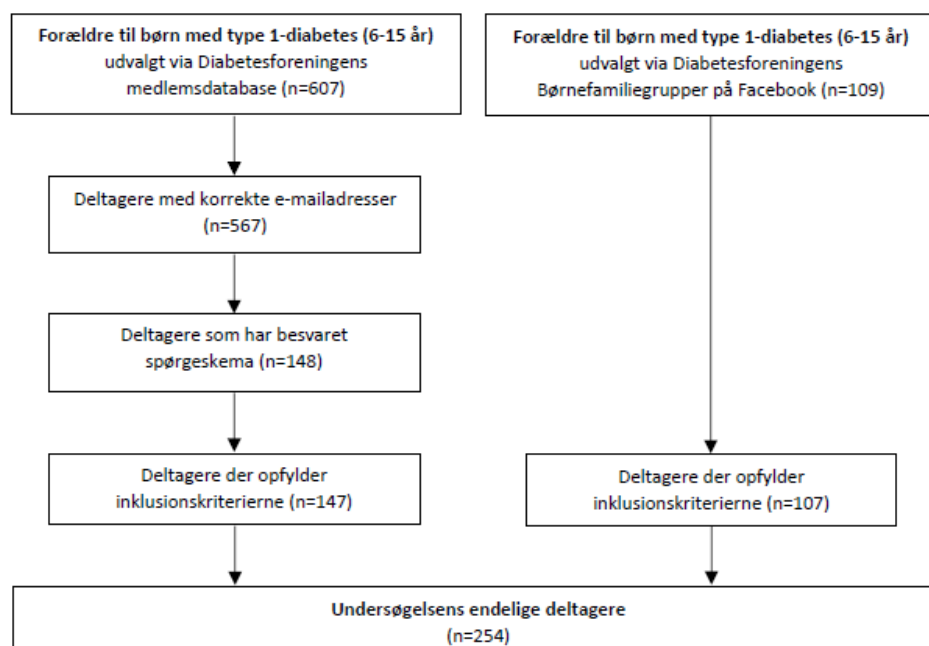 Forældre til børn med type 1-diabetes (6-15 år)
udvalgt via Diabetesforeningens
medlemsdatabase (n=607)
Forældre til børn med type 1-diabetes (6-15 år)
udvalgt via Diabetesforeningens
Børnefamiliegrupper på Facebook (n=109)
Deltagere med korrekte e-mailadresser
(n=567)
Deltagere som har besvaret
spørgeskema (n=148)
Deltagere der opfylder
inklusionskriterierne (n=147)
Deltagere der opfylder
inklusionskriterierne (n=107)
Undersøgelsens endelige deltagere
(n=254)